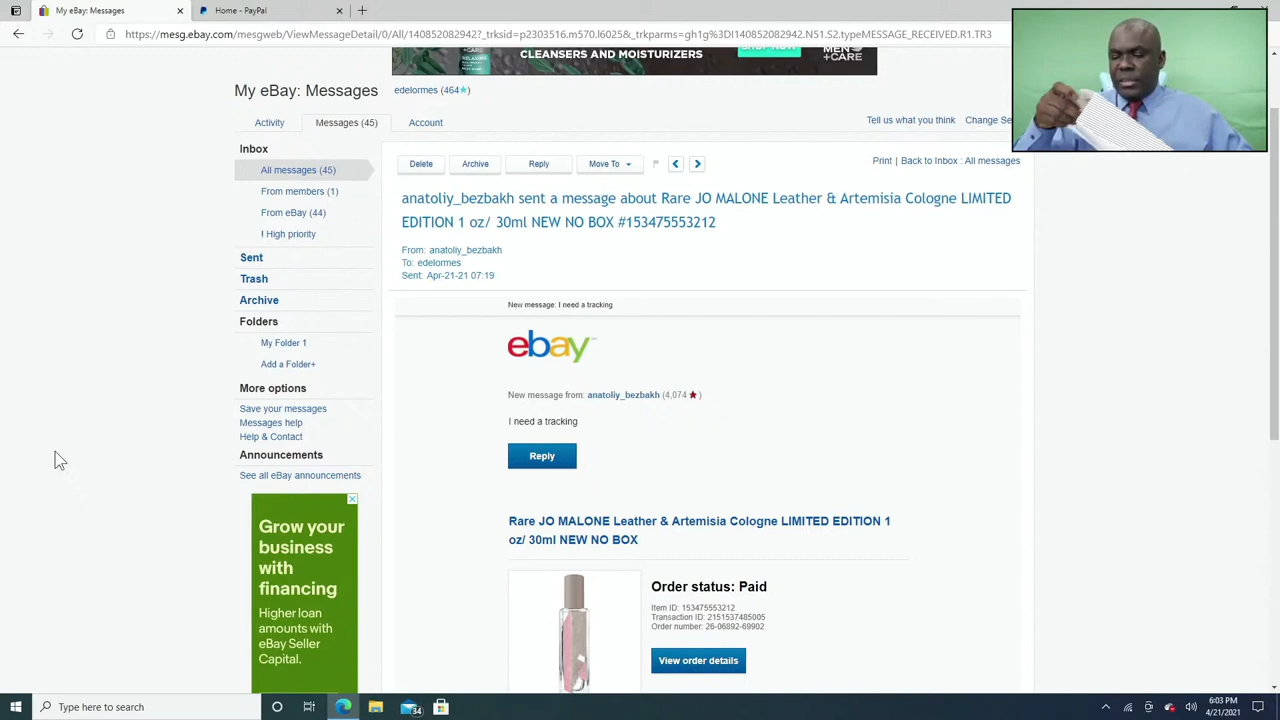 My eBay: Messages
Home - PayPal
https://mesg.ebay.com/mesgweb/ViewMessageDetail/0/All/140852082942?_trksid=p2303516.m570.l6025&_trkparms=gh1g%3DI140852082942.N51.S2.typeMESSAGE_RECEIVED.R1.TR3
CLEANSERS AND MOISTURIZERS
SHOP NOW
MEN
+CARE
My eBay: Messages
edelormes (464★)
Activity
Messages (45)
Account
Tell us what you think
Change Se
Inbox
All messages (45)
From members (1)
From eBay (44)
! High priority
Sent
Trash
Archive
Folders
My Folder 1
Add a Folder+
More options
Save your messages
Messages help
Help & Contact
Announcements
See all eBay announcements
Grow your
business
with
financing
Higher loan
amounts with
eBay Seller
Capital.
Delete
Archive
Reply
Move To
Print | Back to Inbox : All messages
anatoliy_bezbakh sent a message about Rare JO MALONE Leather & Artemisia Cologne LIMITED
EDITION 1 oz/ 30ml NEW NO BOX #153475553212
From: anatoliy_bezbakh
To: edelormes
Sent: Apr-21-21 07:19
New message: I need a tracking
ebay
New message from: anatoliy_bezbakh (4,074 ★ )
I need a tracking
Reply
Rare JO MALONE Leather & Artemisia Cologne LIMITED EDITION 1
oz/ 30ml NEW NO BOX
Order status: Paid
Item ID: 153475553212
Transaction ID: 2151537485005
Order number: 26-06892-69902
View order details
Type here to search
34
6:03 PM
4/21/2021